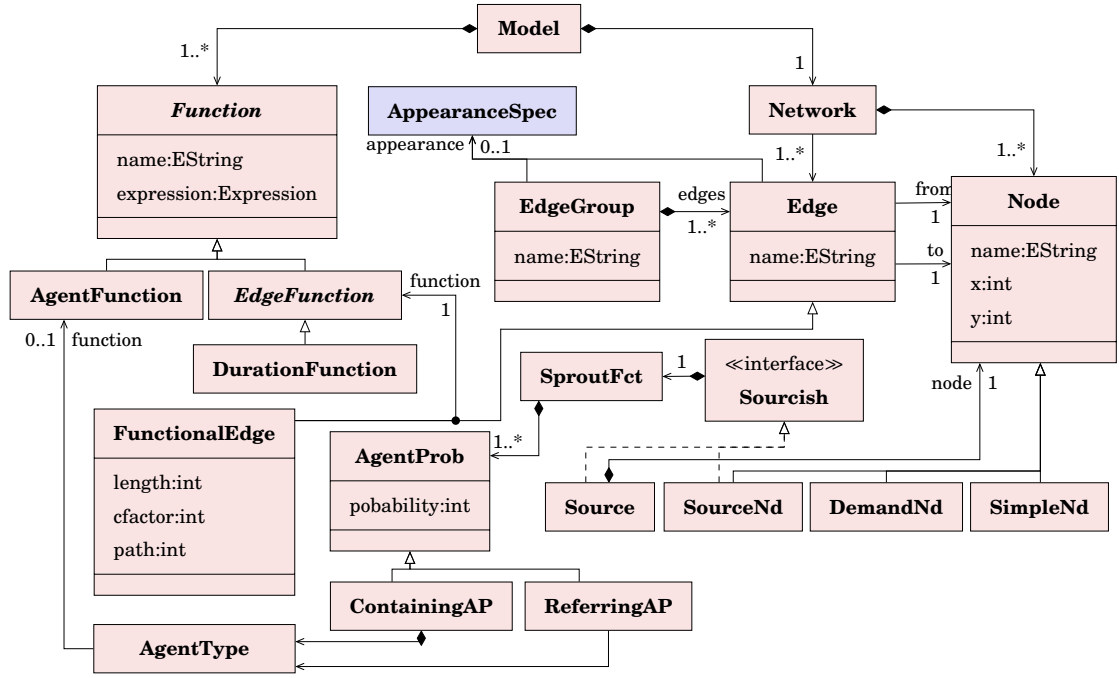 Model
1..*
1
Function
name:EString
expression:Expression
AppearanceSpec
appearance
0..1
Network
1..*
1..*
EdgeGroup
name:EString
edges
1..*
Edge
name:EString
from
1
to
1
Node
name:EString
x:int
y:int
AgentFunction
EdgeFunction
function
1
0..1
function
DurationFunction
SproutFct
1
≪interface≫
Sourcish
node
1
FunctionalEdge
length:int
cfactor:int
path:int
AgentProb
pobability:int
1..*
Source
SourceNd
DemandNd
SimpleNd
ContainingAP
ReferringAP
AgentType